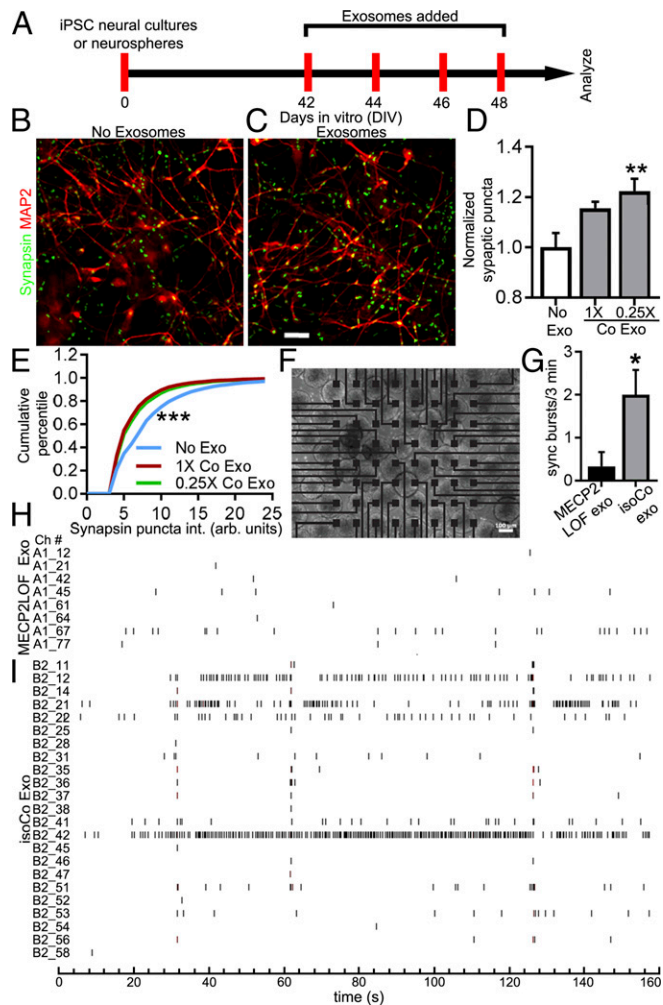 A
iPSC neural cultures
or neurospheres
Exosomes added
Analyze
0 42 44 46 48
Days in vitro (DIV)
B No Exosomes
C Exosomes
Synapsin MAP2
D
Normalized
sypaptic puncta
1.4
1.2
1.0
0.8
No
Exo
1X 0.25X
Co Exo
**
E
Cumulative
percentile
1.0
0.8
0.6
0.4
0.2
0.0
***
No Exo
1X Co Exo
0.25X Co Exo
0 5 10 15 20 25
Synapsin puncta int. (arb. units)
F
100 µm
G
sync bursts/3 min
3
2
1
0
*
MECP2
LOF exo
isoCo
exo
H
Ch #
MECP2LOF Exo
A1_12
A1_21
A1_42
A1_45
A1_61
A1_64
A1_67
A1_77
I
isoCo Exo
B2_11
B2_12
B2_14
B2_21
B2_22
B2_25
B2_28
B2_31
B2_35
B2_36
B2_37
B2_38
B2_41
B2_42
B2_45
B2_46
B2_47
B2_51
B2_52
B2_53
B2_54
B2_56
B2_58
0 20 40 60 80 100 120 140 160
time (s)